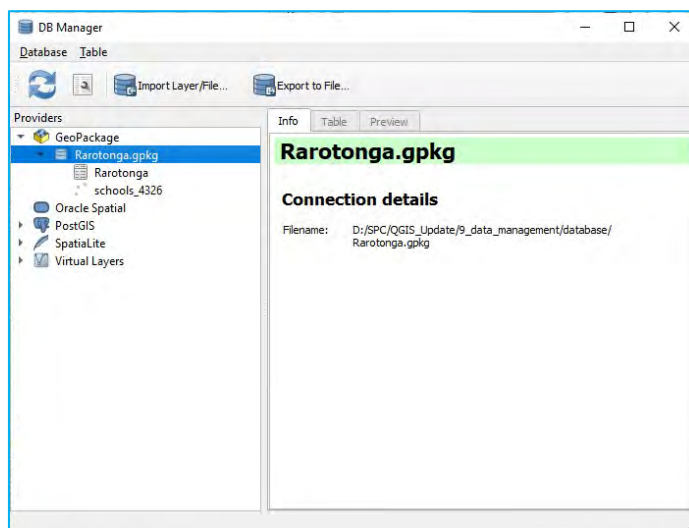 DB Manager
Database Table
Import Layer/File... Export to File...
Providers
GeoPackage
Rarotonga.gpkg
Rarotonga
schools_4326
Oracle Spatial
PostGIS
SpatiaLite
Virtual Layers
Info Table Preview
Rarotonga.gpkg
Connection details
Filename: D:/SPC/QGIS_Update/9_data_management/database/
Rarotonga.gpkg